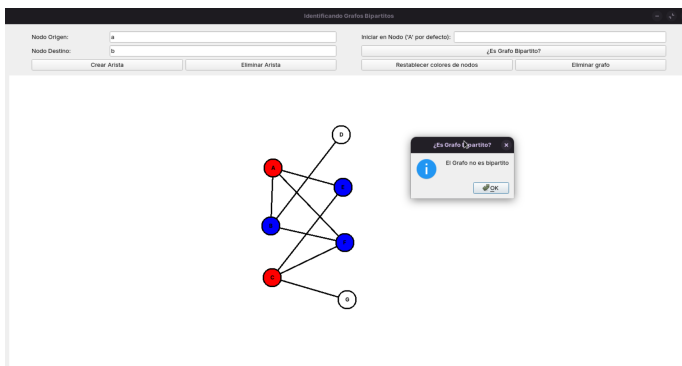 Identificando Grafos Bipartitos
Nodo Origen: a
Iniciar en Nodo ('A' por defecto):
Nodo Destino: b
¿Es Grafo Bipartito?
Crear Arista
Eliminar Arista
Restablecer colores de nodos
Eliminar grafo
D
¿Es Grafo Bipartito?
El Grafo no es bipartito
OK
A
G